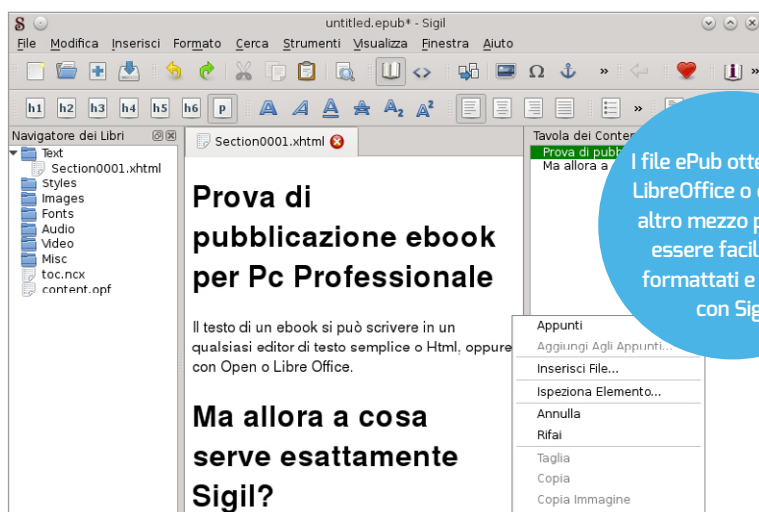 untitled.epub* - Sigil
File Modifica Inserisci Formato Cerca Strumenti Visualizza Finestra Aiuto
h1 h2 h3 h4 h5 h6 p A A A A A₂ A²
Navigatore dei Libri
Text
Section0001.xhtml
Styles
Images
Fonts
Audio
Video
Misc
toc.ncx
content.opf
Section0001.xhtml
Prova di
pubblicazione ebook
per Pc Professionale
Il testo di un ebook si può scrivere in un
qualsiasi editor di testo semplice o Html, oppure
con Open o Libre Office.
Ma allora a cosa
serve esattamente
Sigil?
Tavola dei
Prova di
Ma allora a
I file ePub
LibreOffice o
altro mezzo
essere
formattati e
con
Appunti
Aggiungi Agli Appunti...
Inserisci File...
Ispeziona Elemento...
Annulla
Rifai
Taglia
Copia
Copia Immagine